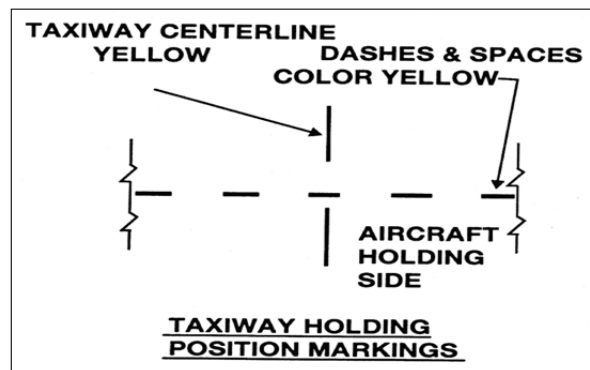 TAXIWAY CENTERLINE
YELLOW
DASHES & SPACES
COLOR YELLOW
AIRCRAFT
HOLDING
SIDE
TAXIWAY HOLDING
POSITION MARKINGS